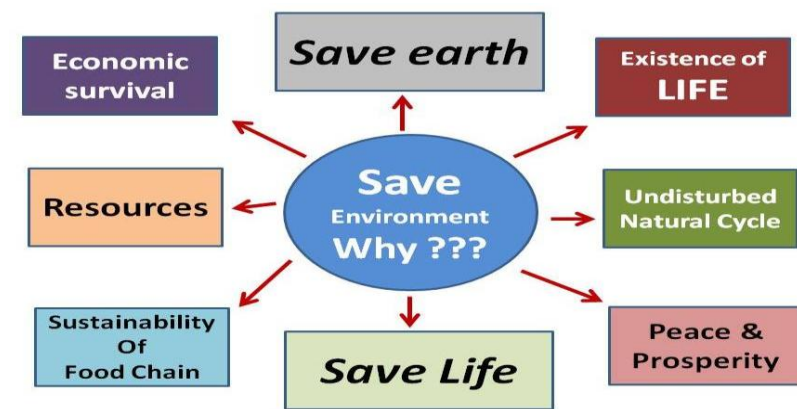 Save earth
Economic
survival
Existence of
LIFE
Save
Environment
Why ???
Resources
Undisturbed
Natural Cycle
Sustainability
Of
Food Chain
Save Life
Peace &
Prosperity